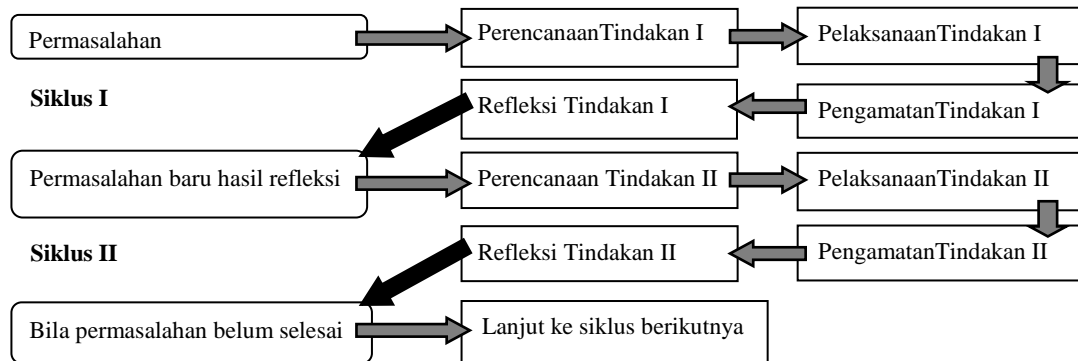 Permasalahan
PerencanaanTindakan I
PelaksanaanTindakan I
Siklus I
Refleksi Tindakan I
PengamatanTindakan I
Permasalahan baru hasil refleksi
Perencanaan Tindakan II
PelaksanaanTindakan II
Siklus II
Refleksi Tindakan II
PengamatanTindakan II
Bila permasalahan belum selesai
Lanjut ke siklus berikutnya